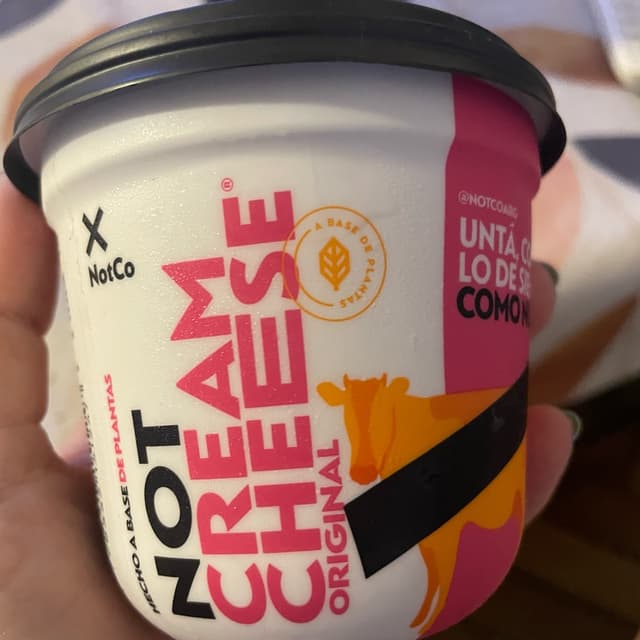 NotCo
HECHO A BASE DE PLANTAS
NOT
CREAM
CHEESE®
ORIGINAL
A BASE DE PLANTAS
@NOTCOARG
UNTÁ,
LO DE
COMO